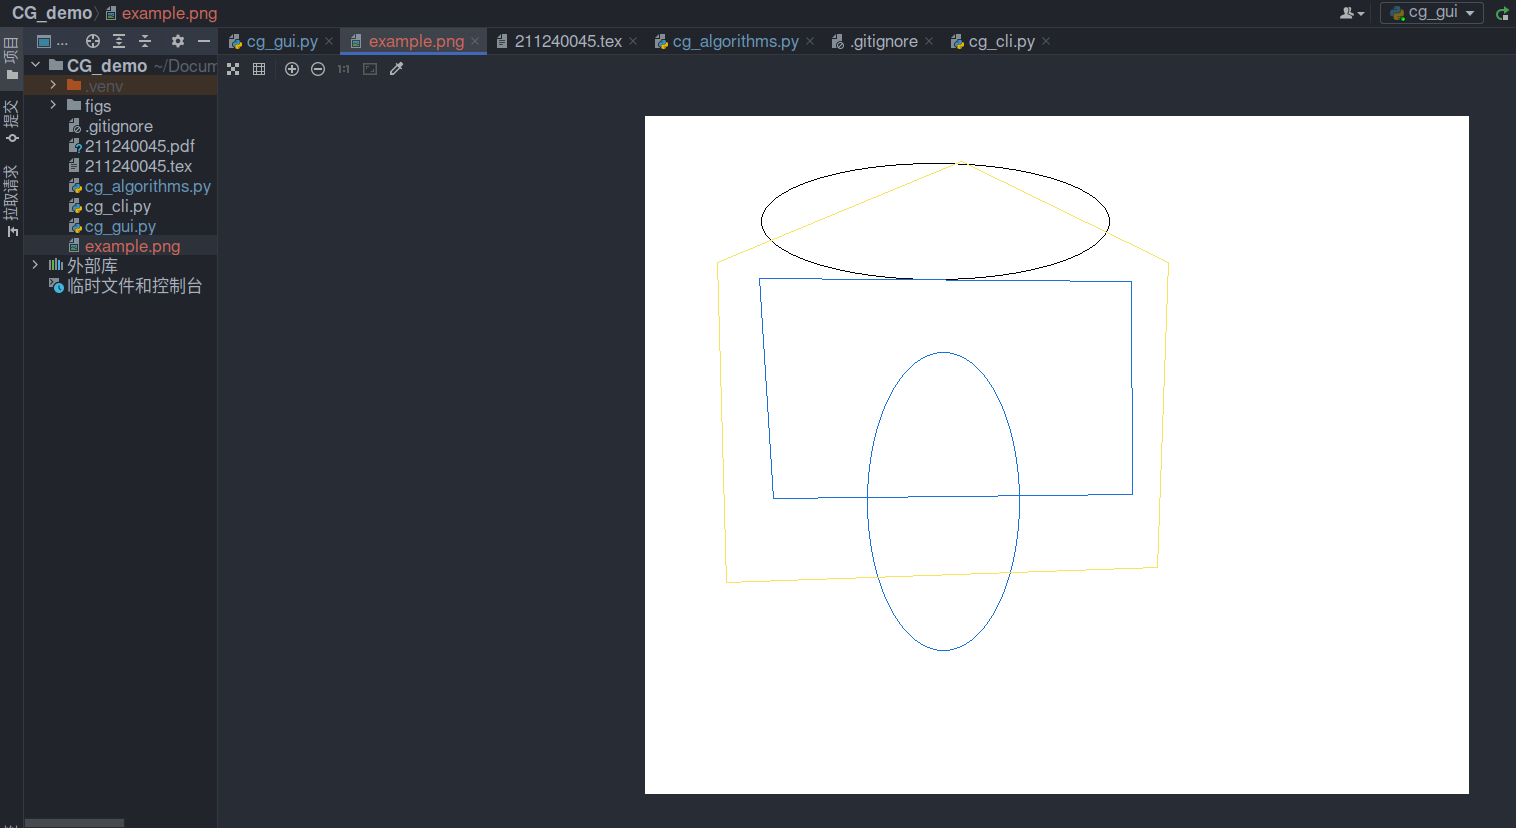 CG_demo
example.png
cg_gui
项目
提交
拉取请求
...
cg_gui.py
example.png
211240045.tex
cg_algorithms.py
.gitignore
cg_cli.py
CG_demo ~/Docum
.venv
figs
.gitignore
211240045.pdf
211240045.tex
cg_algorithms.py
cg_cli.py
cg_gui.py
example.png
外部库
临时文件和控制台
1:1